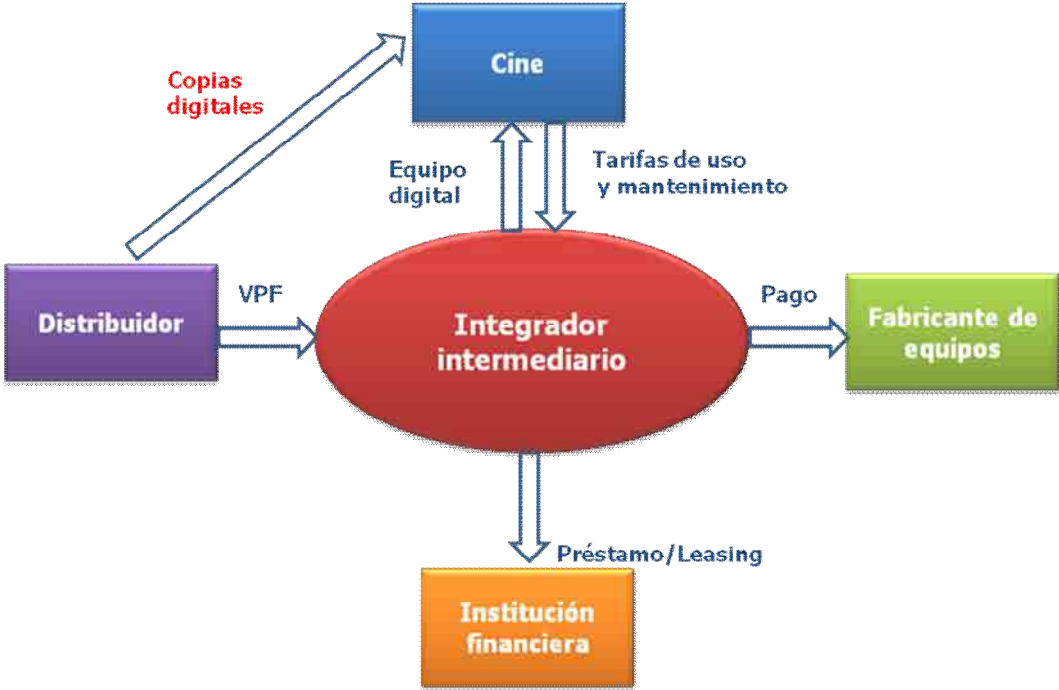 Cine
Copias
digitales
Equipo
digital
Tarifas de uso
y mantenimiento
Distribuidor
VPF
Integrador
intermediario
Pago
Fabricante de
equipos
Préstamo/Leasing
Institución
financiera